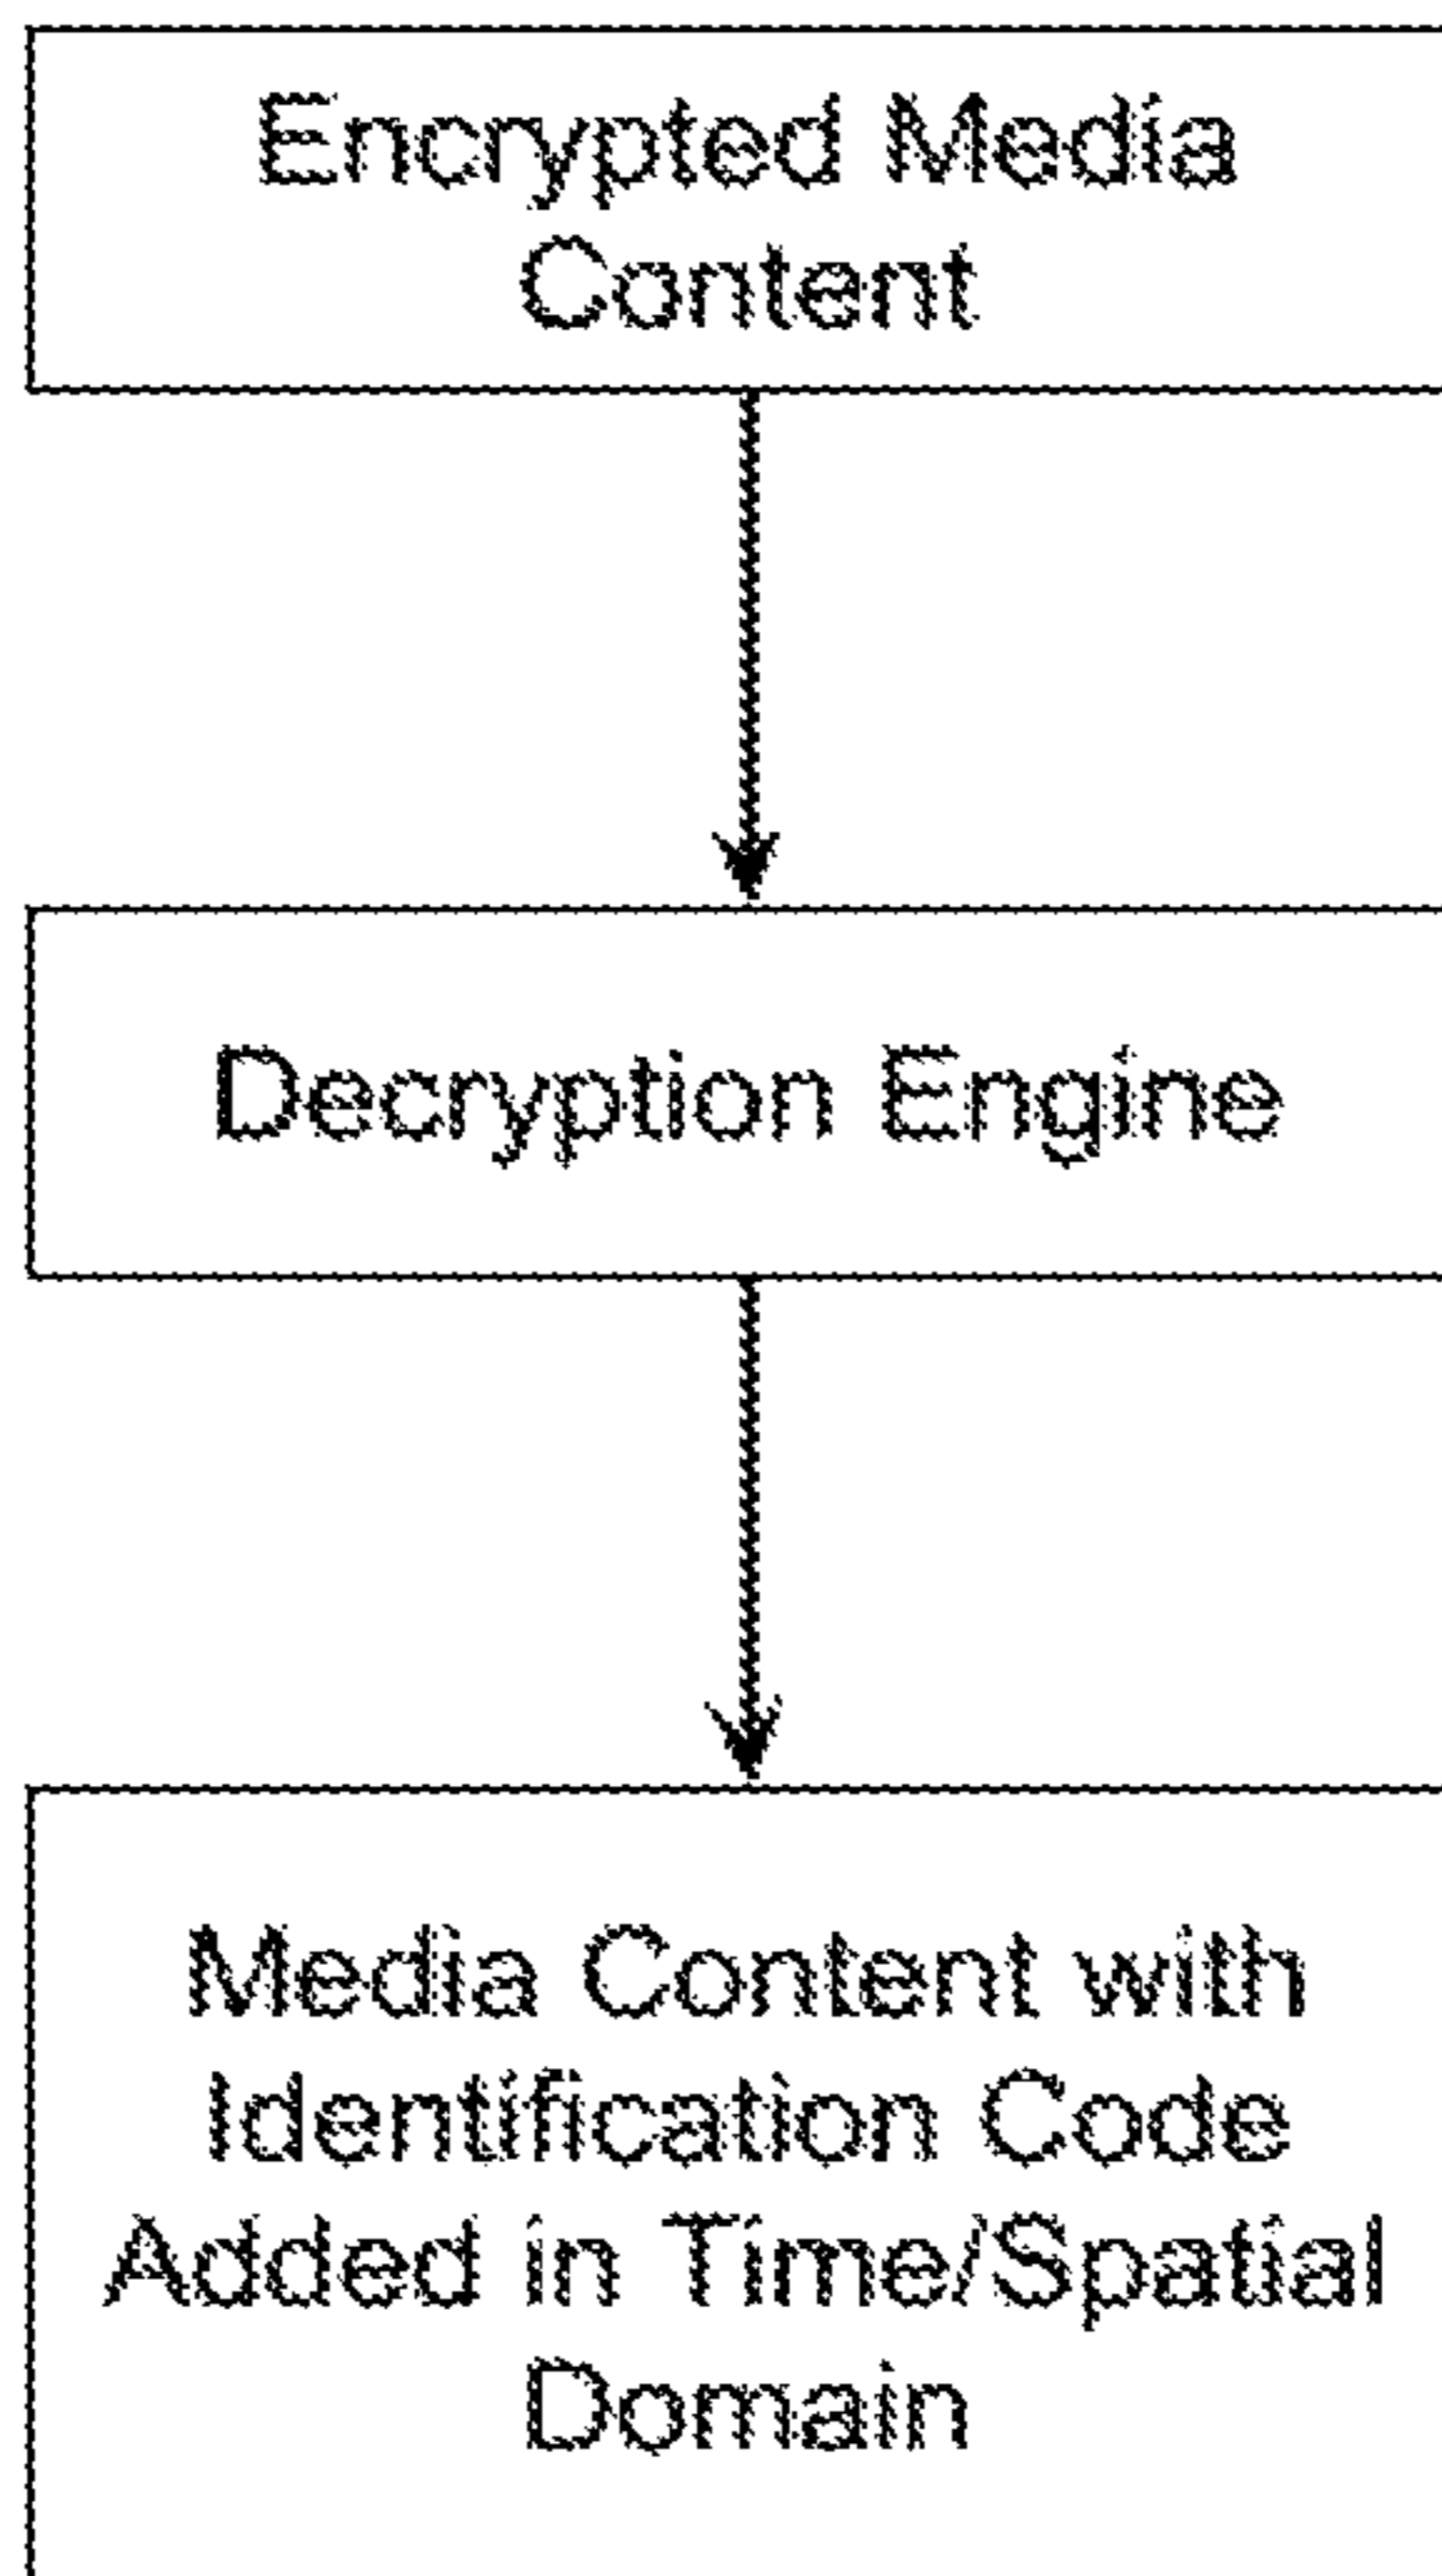 Encrypted Media
Content
Decryption Engine
Media Content with
Identification Code
Added in Time/Spatial
Domain